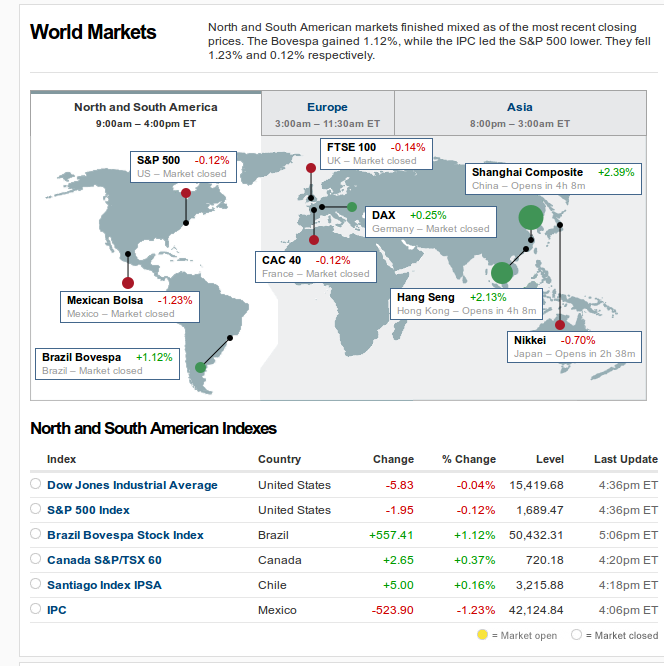 World Markets
North and South American markets finished mixed as of the most recent closing
prices. The Bovespa gained 1.12%, while the IPC led the S&P 500 lower. They fell
1.23% and 0.12% respectively.
North and South America Europe Asia
9:00am – 4:00pm ET 3:00am – 11:30am ET 8:00pm – 3:00am ET
S&P 500 -0.12%
US – Market closed
FTSE 100 -0.14%
UK – Market closed
Shanghai Composite +2.39%
China – Opens in 4h 8m
DAX +0.25%
Germany – Market closed
CAC 40 -0.12%
France – Market closed
Mexican Bolsa -1.23%
Mexico – Market closed
Hang Seng +2.13%
Hong Kong – Opens in 4h 8m
Nikkei -0.70%
Japan – Opens in 2h 38m
Brazil Bovespa +1.12%
Brazil – Market closed
North and South American Indexes
Index Country Change % Change Level Last Update
Dow Jones Industrial Average United States -5.83 -0.04% 15,419.68 4:36pm ET
S&P 500 Index United States -1.95 -0.12% 1,689.47 4:36pm ET
Brazil Bovespa Stock Index Brazil +557.41 +1.12% 50,432.31 5:06pm ET
Canada S&P/TSX 60 Canada +2.65 +0.37% 720.18 4:20pm ET
Santiago Index IPSA Chile +5.00 +0.16% 3,215.88 4:18pm ET
IPC Mexico -523.90 -1.23% 42,124.84 4:06pm ET
= Market open = Market closed